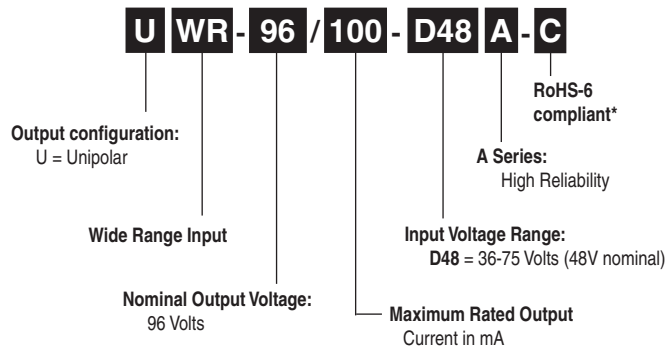 U WR - 96 / 100 - D48 A - C
RoHS-6
compliant*
Output configuration:
U = Unipolar
A Series:
High Reliability
Wide Range Input
Input Voltage Range:
D48 = 36-75 Volts (48V nominal)
Nominal Output Voltage:
96 Volts
Maximum Rated Output
Current in mA